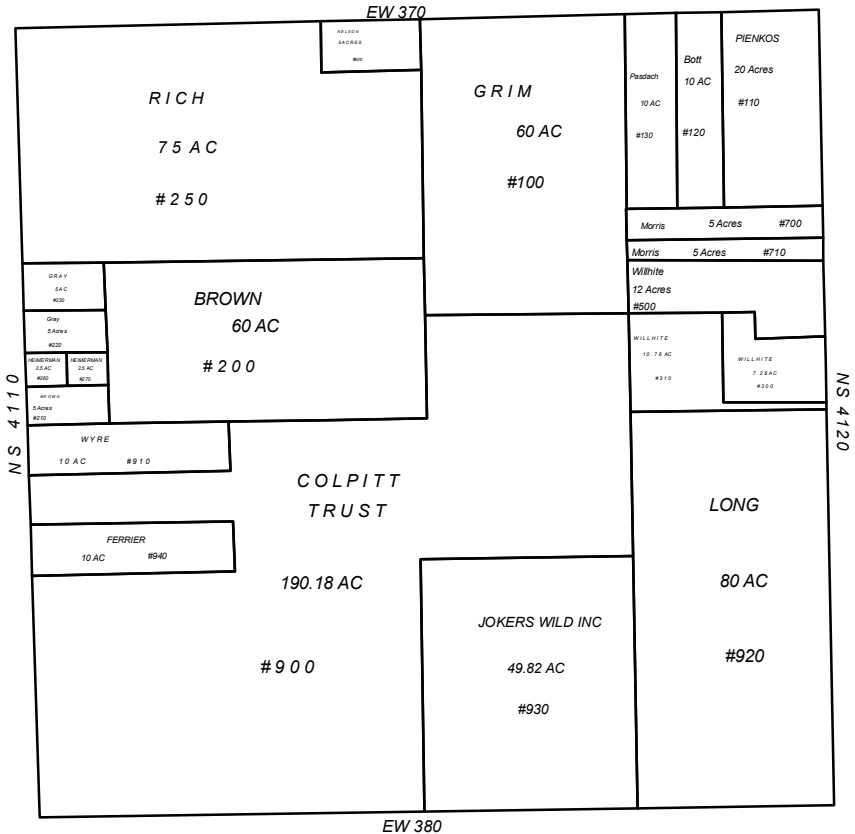 EW 370
NELSON
5ACRES
#600
RICH
75 AC
#250
GRIM
60 AC
#100
Pasdach
10 AC
#130
Bott
10 AC
#120
PIENKOS
20 Acres
#110
Morris 5 Acres #700
Morris 5 Acres #710
Willhite
12 Acres
#500
GRAY
5AC
#230
Gray
5 Acres
#220
HEIMERMAN
2.5 AC
#260
HEIMERMAN
2.5 AC
#270
BROWN
5 Acres
#210
BROWN
60 AC
#200
WILLHITE
10.76 AC
#310
WILLHITE
7.26AC
#300
NS 4110
NS 4120
WYRE
10 AC #910
COLPITT
TRUST
190.18 AC
#900
FERRIER
10 AC #940
LONG
80 AC
#920
JOKERS WILD INC
49.82 AC
#930
EW 380